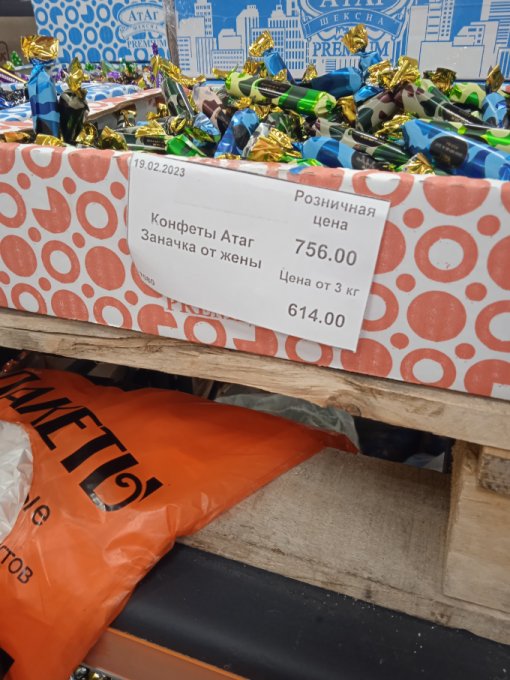 АтАг
PREMIUM
АтАг
ШЕКСНА
PREMIUM
19.02.2023
Розничная
цена
Конфеты Атаг
Заначка от жены
756.00
Цена от 3 кг
614.00
ПАКЕТЫ